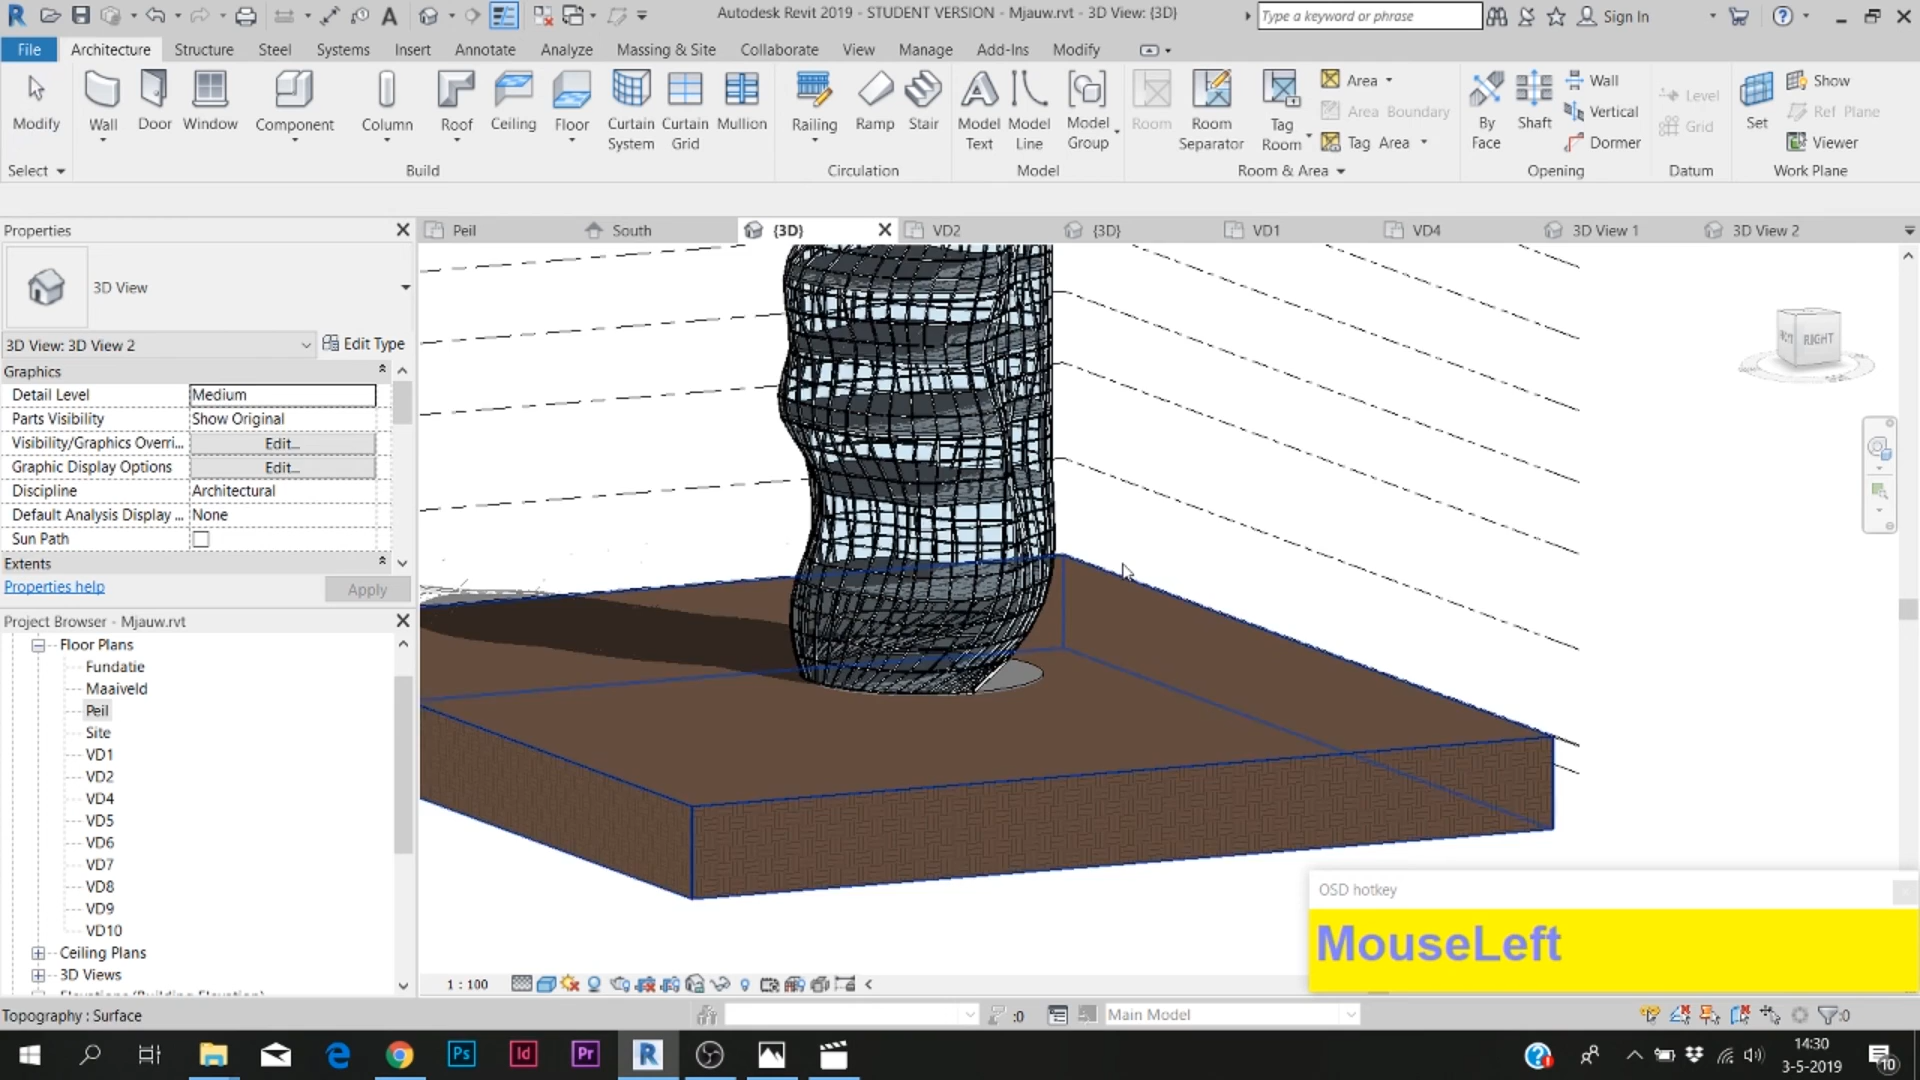 Autodesk Revit 2019 - STUDENT VERSION - Mjauw.rvt - 3D View: {3D}
Type a keyword or phrase
Sign In
File
Architecture
Structure
Steel
Systems
Insert
Annotate
Analyze
Massing & Site
Collaborate
View
Manage
Add-Ins
Modify
Modify
Wall
Door
Window
Component
Column
Roof
Ceiling
Floor
Curtain System
Curtain Grid
Mullion
Railing
Ramp
Stair
Model Text
Model Line
Model Group
Room
Room Separator
Tag Room
Area
Area Boundary
Tag Area
By Face
Shaft
Wall
Vertical
Dormer
Level
Grid
Set
Show
Ref Plane
Viewer
Select
Build
Circulation
Model
Room & Area
Opening
Datum
Work Plane
Properties
Peil
South
{3D}
VD2
{3D}
VD1
VD4
3D View 1
3D View 2
3D View
3D View: 3D View 2
Edit Type
Graphics
Detail Level Medium
Parts Visibility Show Original
Visibility/Graphics Overri... Edit...
Graphic Display Options Edit...
Discipline Architectural
Default Analysis Display ... None
Sun Path
Extents
Properties help
Apply
RIGHT
Project Browser - Mjauw.rvt
Floor Plans
Fundatie
Maaiveld
Peil
Site
VD1
VD2
VD4
VD5
VD6
VD7
VD8
VD9
VD10
Ceiling Plans
3D Views
Elevations (Building Elevation)
1 : 100
OSD hotkey
MouseLeft
Topography : Surface
:0
Main Model
:0
Ps
Id
Pr
R
14:30
3-5-2019
10